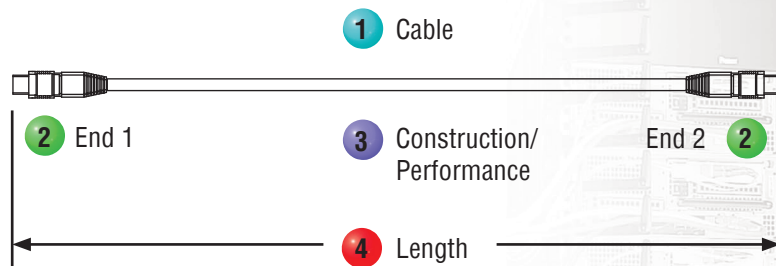 1 Cable
2 End 1
3 Construction/
Performance
End 2 2
4 Length